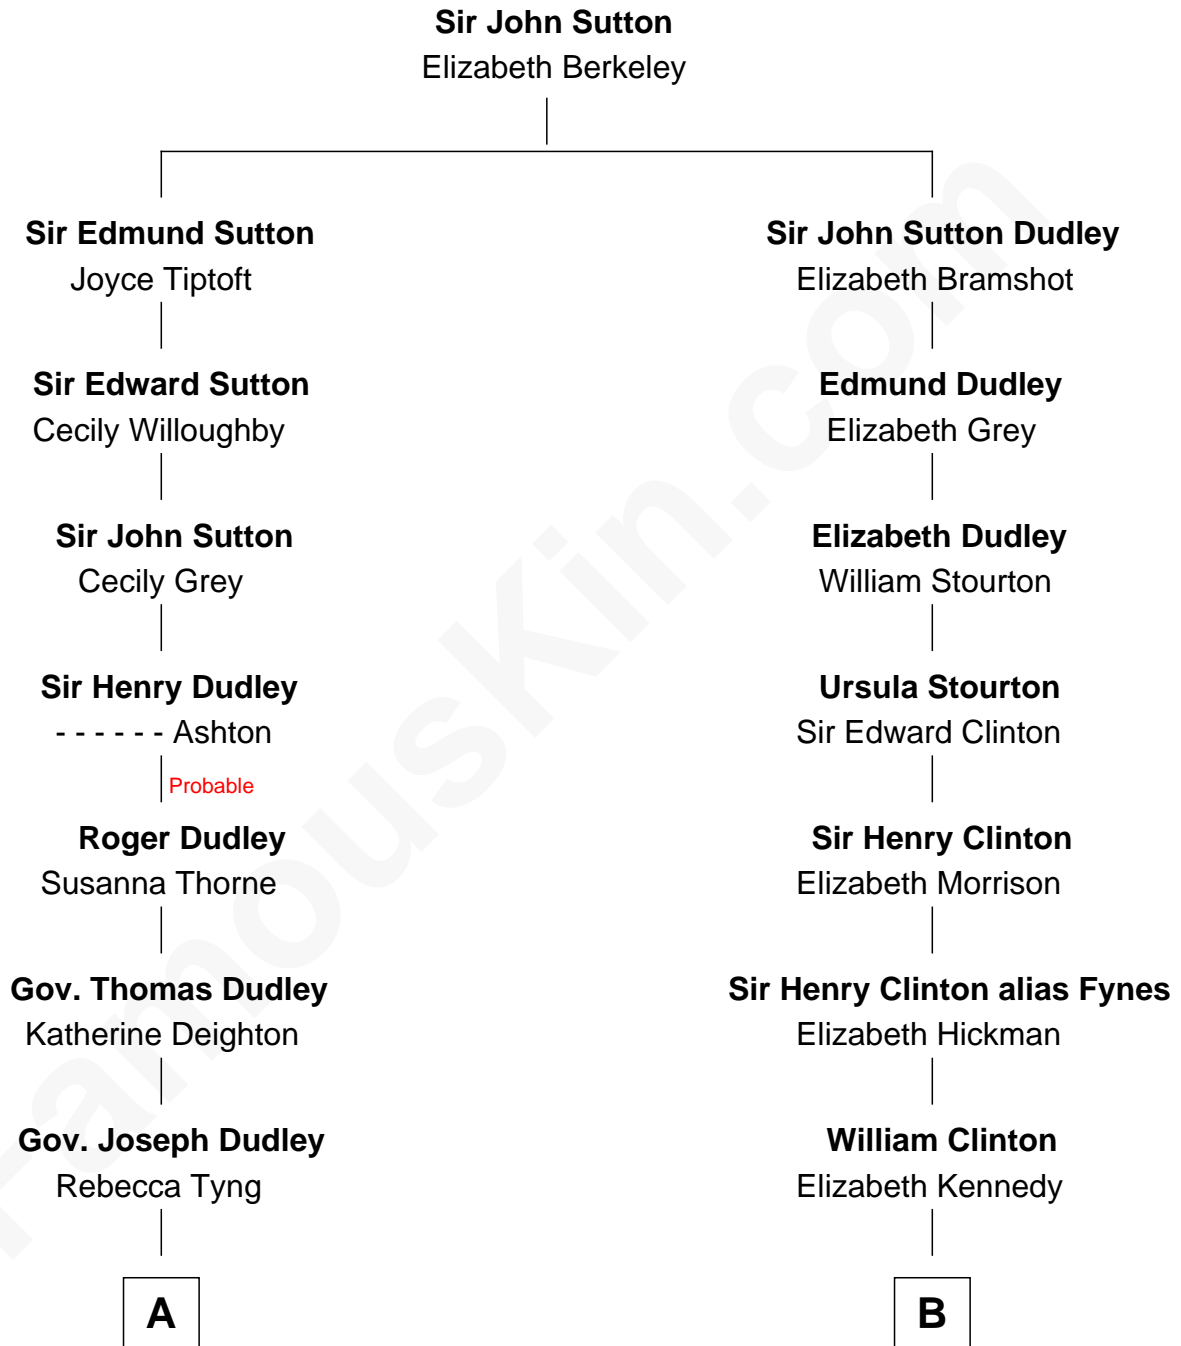 Sir John Sutton
Elizabeth Berkeley
Sir Edmund Sutton
Joyce Tiptoft
Sir Edward Sutton
Cecily Willoughby
Sir John Sutton
Cecily Grey
Sir Henry Dudley
- - - - - - Ashton
Probable
Roger Dudley
Susanna Thorne
Gov. Thomas Dudley
Katherine Deighton
Gov. Joseph Dudley
Rebecca Tyng
A
Sir John Sutton Dudley
Elizabeth Bramshot
Edmund Dudley
Elizabeth Grey
Elizabeth Dudley
William Stourton
Ursula Stourton
Sir Edward Clinton
Sir Henry Clinton
Elizabeth Morrison
Sir Henry Clinton alias Fynes
Elizabeth Hickman
William Clinton
Elizabeth Kennedy
B
FamousKin.com